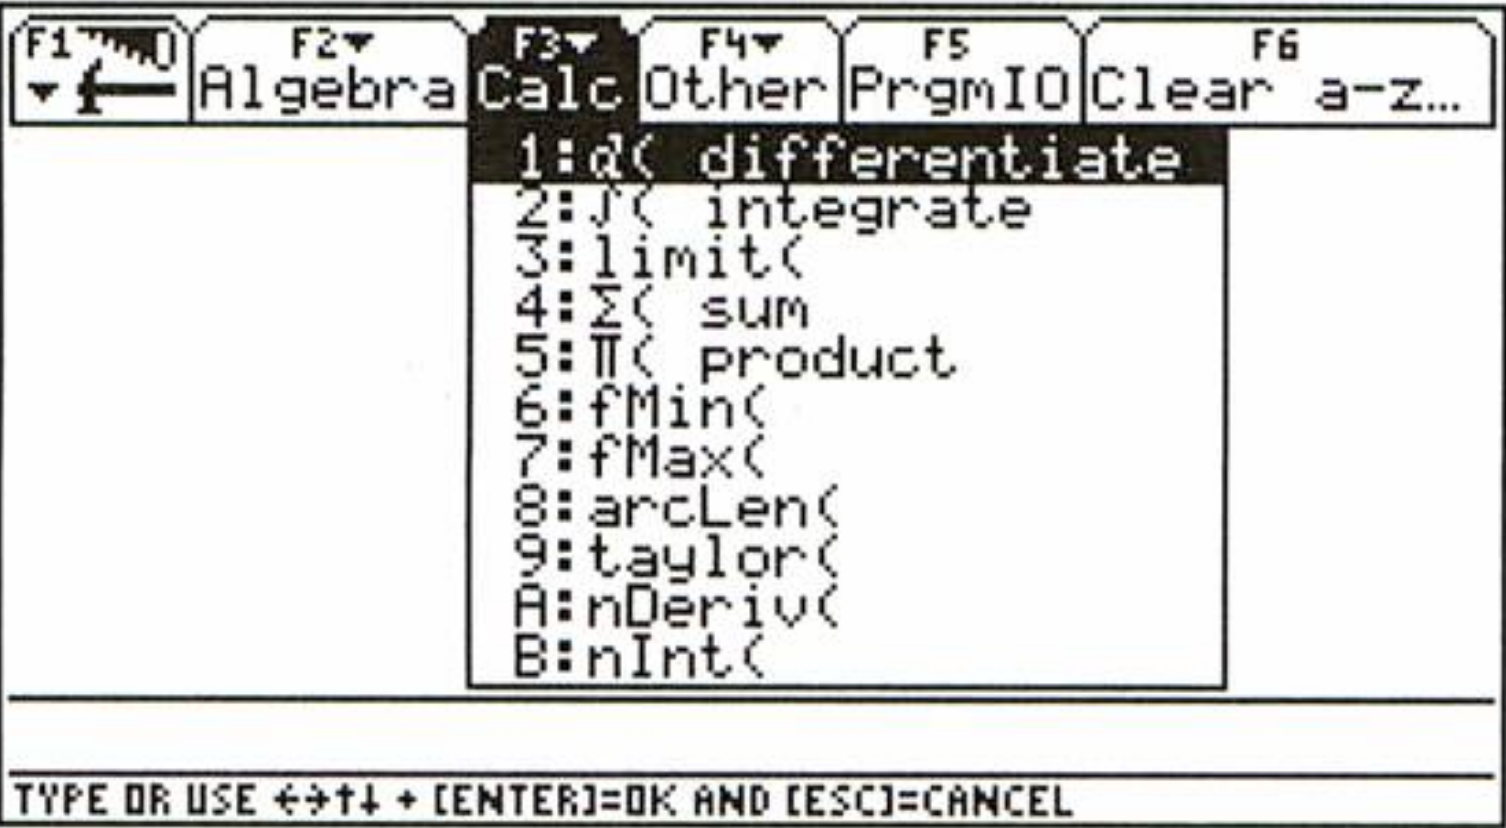 F1 F2 F3 F4 F5 F6
Algebra Calc Other PrgmIO Clear a-z…
1:d( differentiate
2:∫( integrate
3:limit(
4:Σ( sum
5:Π( product
6:fMin(
7:fMax(
8:arcLen(
9:taylor(
A:nDeriv(
B:nInt(
TYPE OR USE ←→↑↓ + [ENTER]=OK AND [ESC]=CANCEL